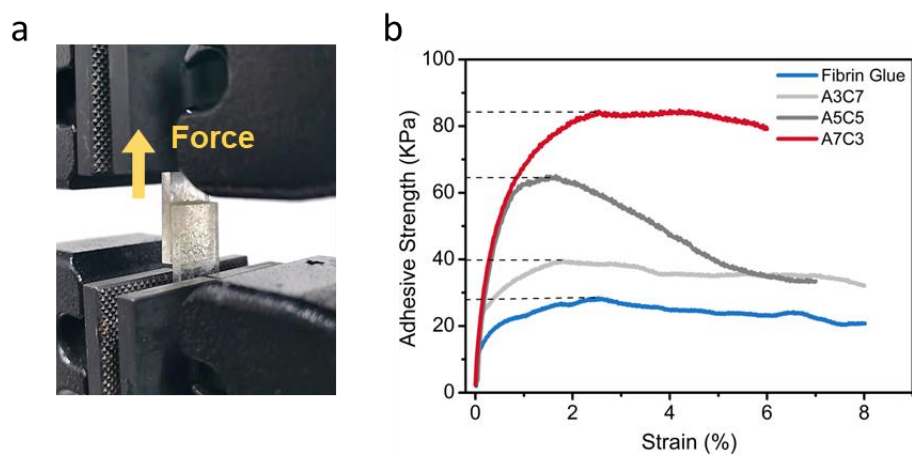 a
Force
b
100
80
60
40
20
0
Adhesive Strength (KPa)
Fibrin Glue
A3C7
A5C5
A7C3
0 2 4 6 8
Strain (%)